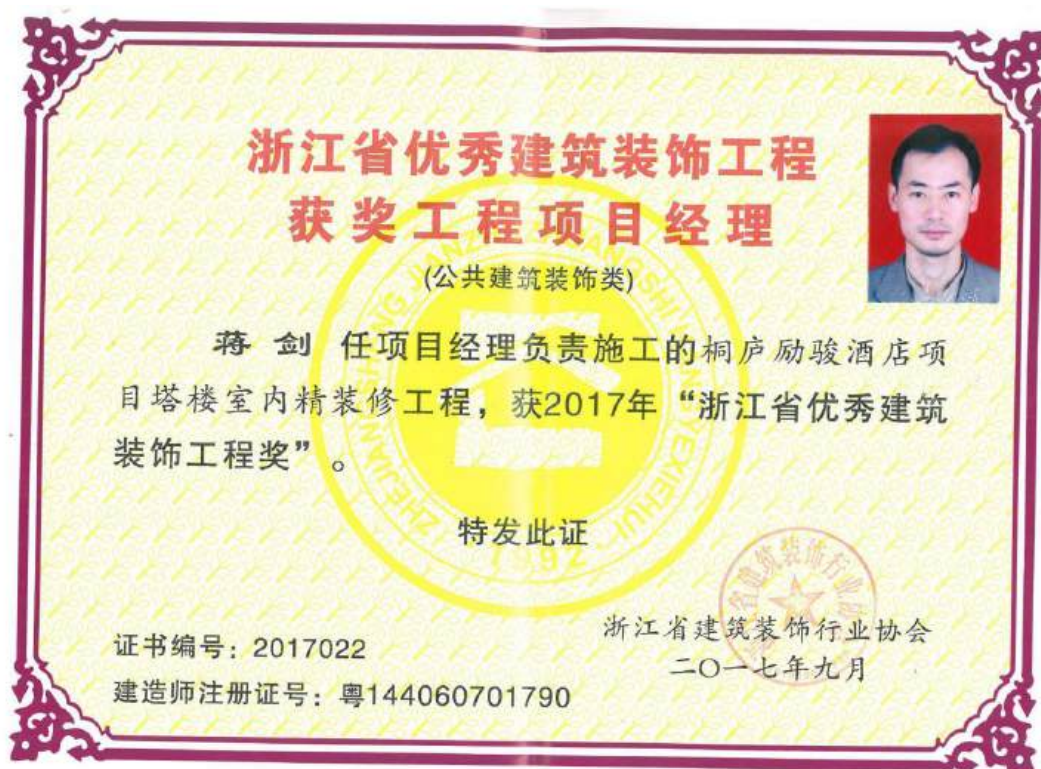 浙江省优秀建筑装饰工程
获奖工程项目经理
(公共建筑装饰类)
蒋 剑 任项目经理负责施工的桐庐励骏酒店项
目塔楼室内精装修工程，获2017年“浙江省优秀建筑
装饰工程奖”。
特发此证
浙江省建筑装饰行业协会
二〇一七年九月
证书编号：2017022
建造师注册证号：粤144060701790